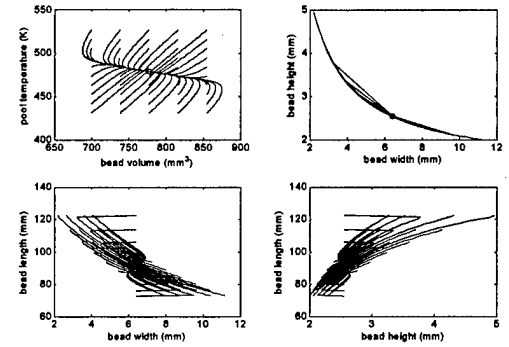 550
500
450
400
650 700 750 800 850 900
pool temperature (K)
bead volume (mm³)
5
4
3
2
2 4 6 8 10 12
bead height (mm)
bead width (mm)
140
120
100
80
60
2 4 6 8 10 12
bead length (mm)
bead width (mm)
140
120
100
80
60
2 3 4 5
bead length (mm)
bead height (mm)